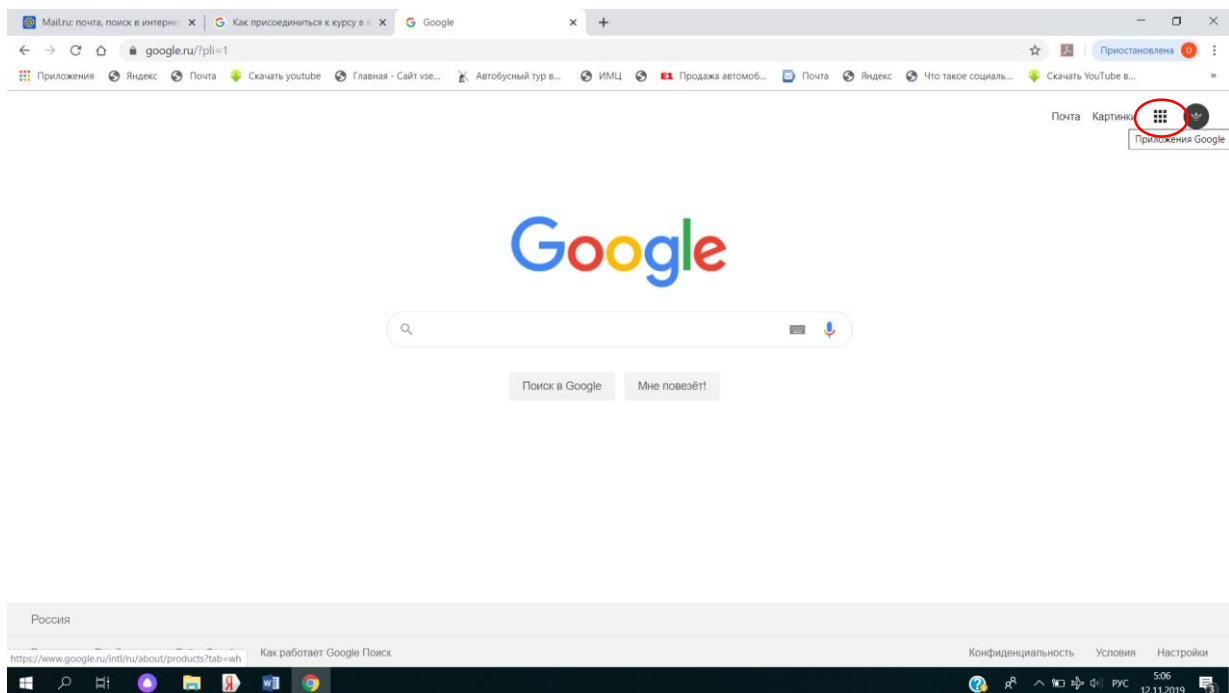 Mail.ru: почта, поиск в интернет
Как присоединиться к курсу в к
Google
google.ru/?pli=1
Приостановлена
Приложения
Яндекс
Почта
Скачать youtube
Главная - Сайт vse...
Автобусный тур в...
ИМЦ
E1 Продажа автомоб...
Почта
Яндекс
Что такое социаль...
Скачать YouTube в...
»
Почта Картинки
Приложения Google
Google
Поиск в Google
Мне повезёт!
Россия
https://www.google.ru/intl/ru/about/products?tab=wh
Как работает Google Поиск
Конфиденциальность Условия Настройки
РУС
5:06
12.11.2019